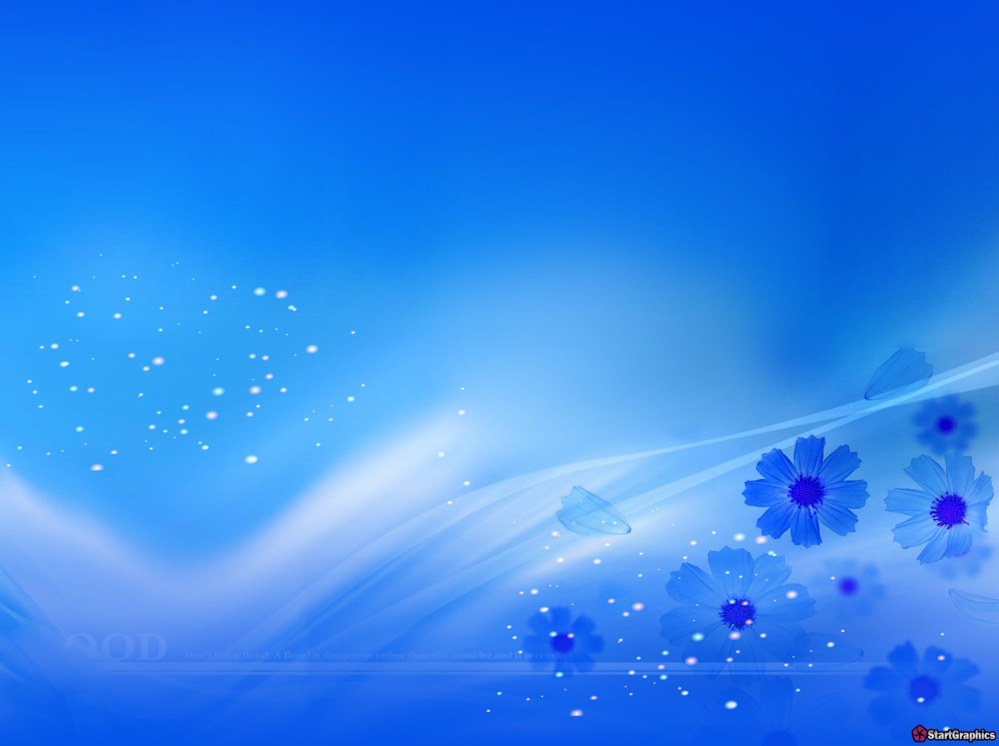 OOD
Don't lick a flood. A flood is dangerous rather than you consider,and it is cruel.
StartGraphics